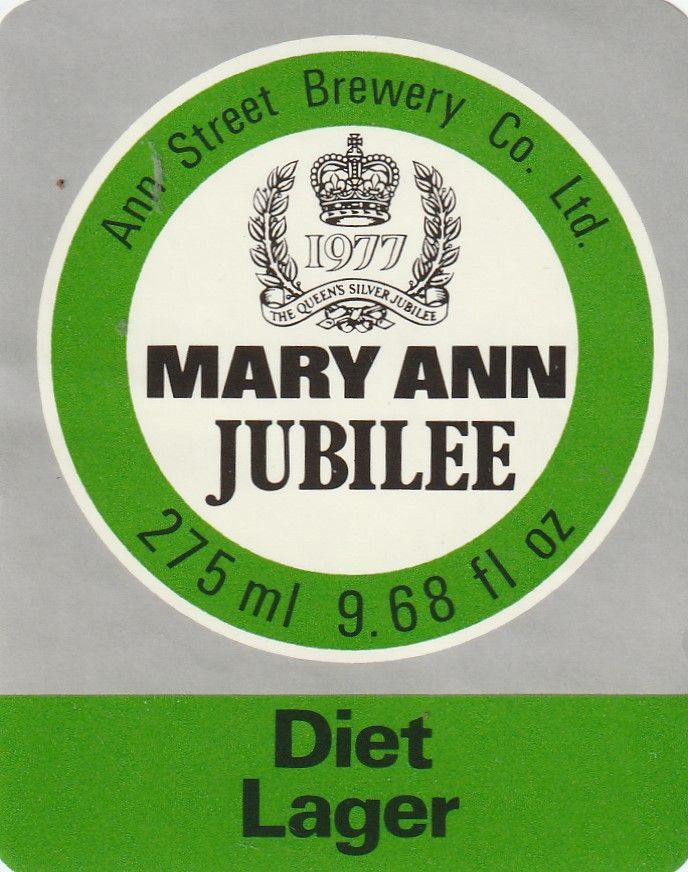 Ann Street Brewery Co. Ltd.
1977
THE QUEEN'S SILVER JUBILEE
MARY ANN
JUBILEE
275 ml 9.68 fl oz
Diet
Lager